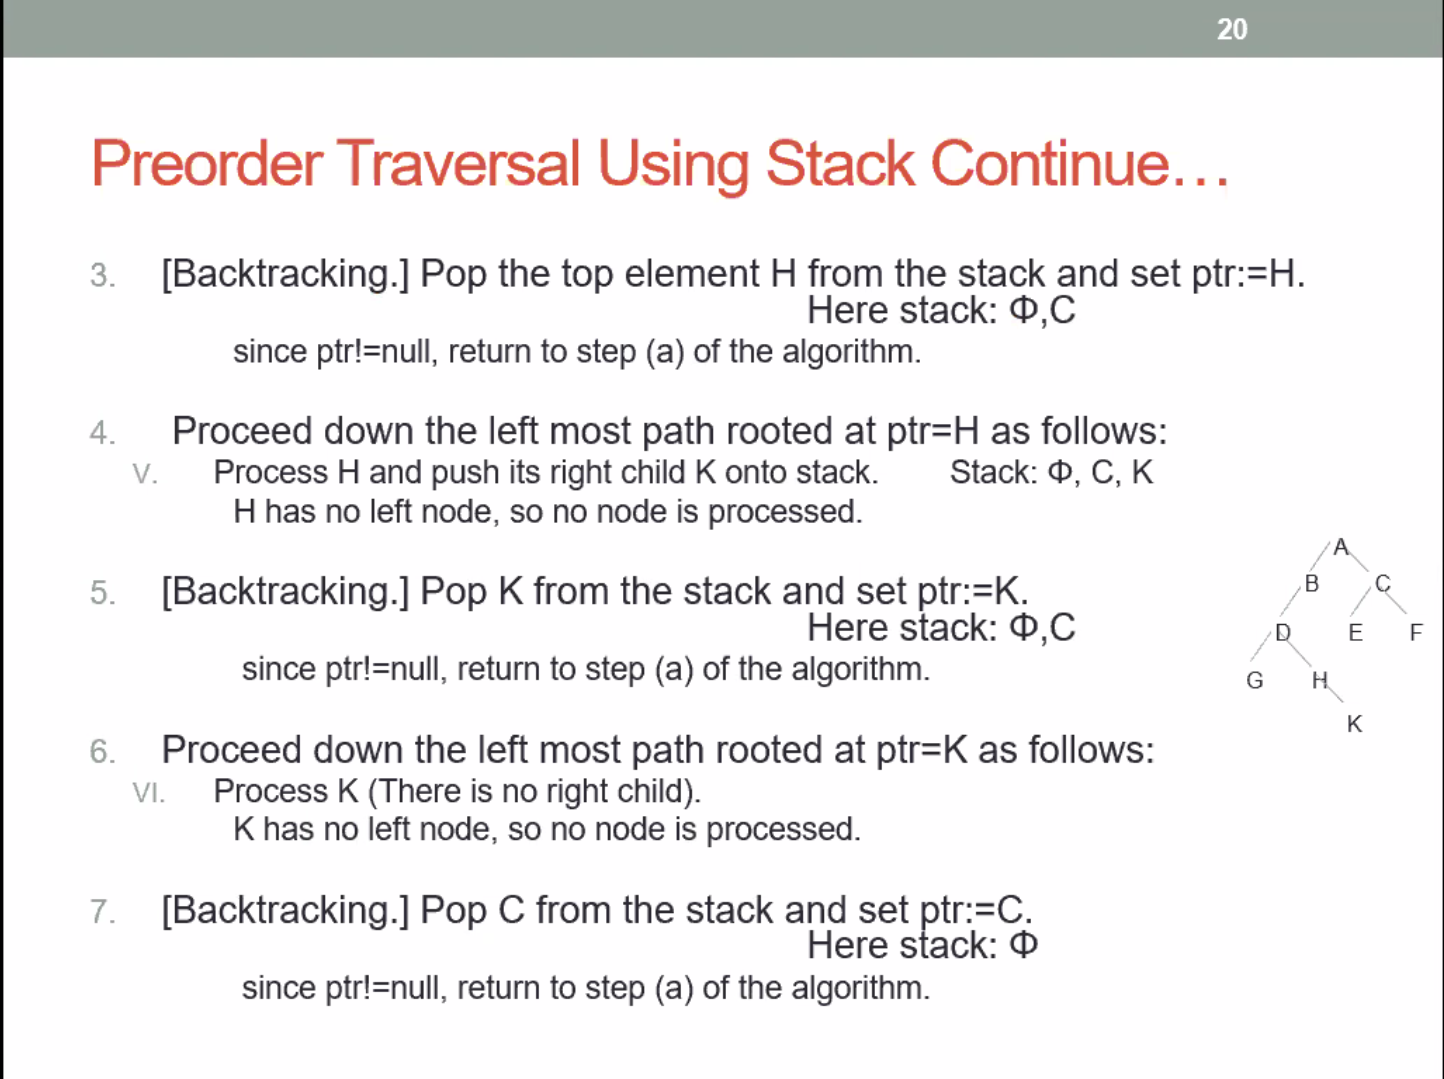 20
Preorder Traversal Using Stack Continue…
3. [Backtracking.] Pop the top element H from the stack and set ptr:=H.
Here stack: Φ,C
since ptr!=null, return to step (a) of the algorithm.
4. Proceed down the left most path rooted at ptr=H as follows:
V. Process H and push its right child K onto stack. Stack: Φ, C, K
H has no left node, so no node is processed.
5. [Backtracking.] Pop K from the stack and set ptr:=K.
Here stack: Φ,C
since ptr!=null, return to step (a) of the algorithm.
6. Proceed down the left most path rooted at ptr=K as follows:
VI. Process K (There is no right child).
K has no left node, so no node is processed.
7. [Backtracking.] Pop C from the stack and set ptr:=C.
Here stack: Φ
since ptr!=null, return to step (a) of the algorithm.
A
B C
D E F
G H
K